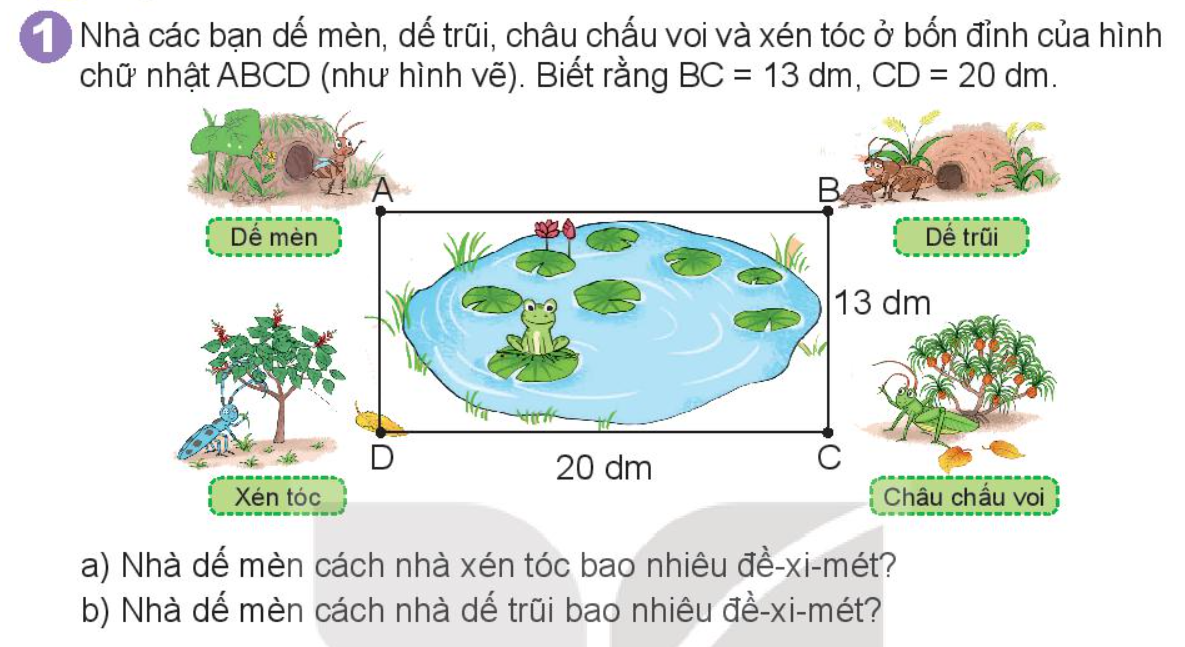 1 Nhà các bạn dế mèn, dế trũi, châu chấu voi và xén tóc ở bốn đỉnh của hình
chữ nhật ABCD (như hình vẽ). Biết rằng BC = 13 dm, CD = 20 dm.
A
B
Dế mèn
Dế trũi
13 dm
D
20 dm
C
Xén tóc
Châu chấu voi
a) Nhà dế mèn cách nhà xén tóc bao nhiêu đề-xi-mét?
b) Nhà dế mèn cách nhà dế trũi bao nhiêu đề-xi-mét?